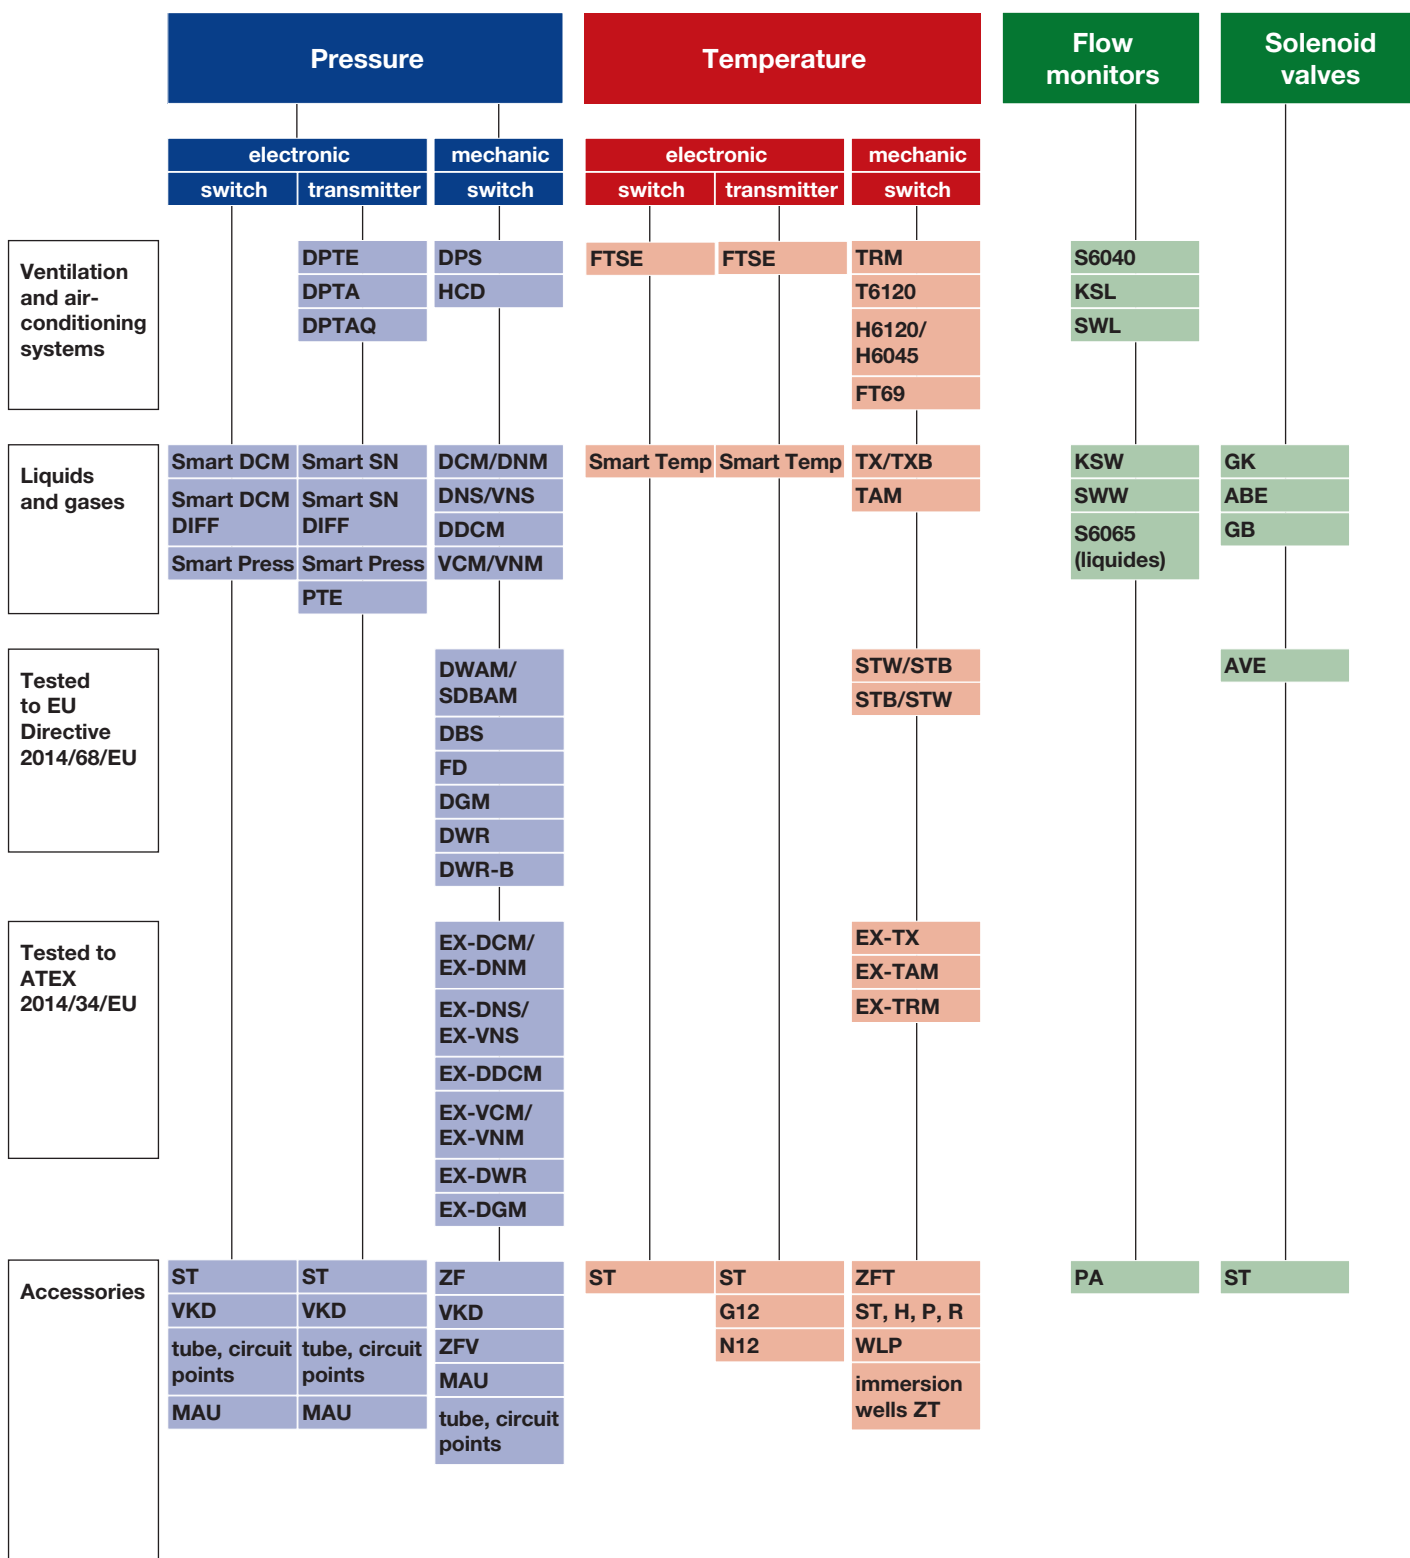 Pressure
Temperature
Flow
monitors
Solenoid
valves
electronic
mechanic
electronic
mechanic
switch
transmitter
switch
switch
transmitter
switch
Ventilation
and air-
conditioning
systems
DPTE
DPTA
DPTAQ
DPS
HCD
FTSE
FTSE
TRM
T6120
H6120/
H6045
FT69
S6040
KSL
SWL
Liquids
and gases
Smart DCM
Smart DCM
DIFF
Smart Press
Smart SN
Smart SN
DIFF
Smart Press
PTE
DCM/DNM
DNS/VNS
DDCM
VCM/VNM
Smart Temp
Smart Temp
TX/TXB
TAM
KSW
SWW
S6065
(liquides)
GK
ABE
GB
Tested
to EU
Directive
2014/68/EU
DWAM/
SDBAM
DBS
FD
DGM
DWR
DWR-B
STW/STB
STB/STW
AVE
Tested to
ATEX
2014/34/EU
EX-DCM/
EX-DNM
EX-DNS/
EX-VNS
EX-DDCM
EX-VCM/
EX-VNM
EX-DWR
EX-DGM
EX-TX
EX-TAM
EX-TRM
Accessories
ST
VKD
tube, circuit
points
MAU
ST
VKD
tube, circuit
points
MAU
ZF
VKD
ZFV
MAU
tube, circuit
points
ST
ST
G12
N12
ZFT
ST, H, P, R
WLP
immersion
wells ZT
PA
ST